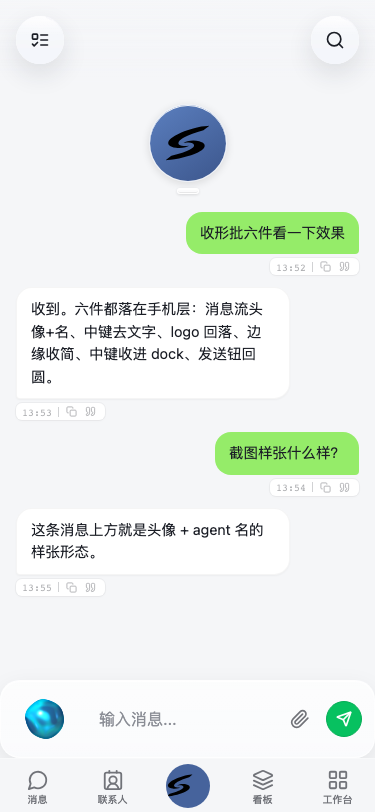 收形批六件看一下效果
13:52
收到。六件都落在手机层：消息流头
像+名、中键去文字、logo 回落、边
缘收简、中键收进 dock、发送钮回
圆。
13:53
截图样张什么样？
13:54
这条消息上方就是头像 + agent 名的
样张形态。
13:55
输入消息...
消息
联系人
看板
工作台